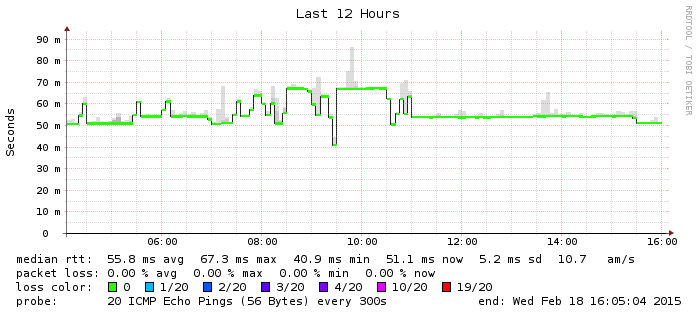 Last 12 Hours
RRDTOOL / TOBI OETIKER
Seconds
90 m
80 m
70 m
60 m
50 m
40 m
30 m
20 m
10 m
0
06:00 08:00 10:00 12:00 14:00 16:00
median rtt: 55.8 ms avg 67.3 ms max 40.9 ms min 51.1 ms now 5.2 ms sd 10.7 am/s
packet loss: 0.00 % avg 0.00 % max 0.00 % min 0.00 % now
loss color: 0 1/20 2/20 3/20 4/20 10/20 19/20
probe: 20 ICMP Echo Pings (56 Bytes) every 300s end: Wed Feb 18 16:05:04 2015